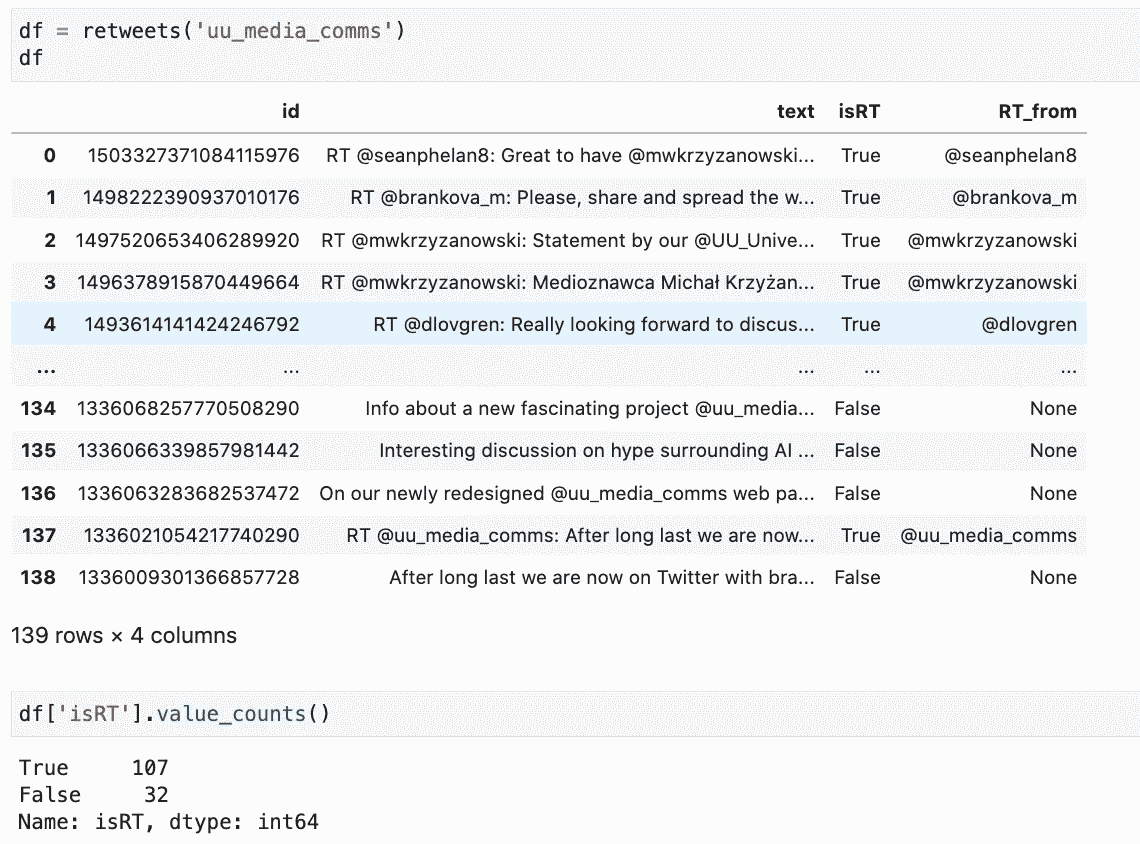 df = retweets('uu_media_comms')
df
id text isRT RT_from
0 1503327371084115976 RT @seanphelan8: Great to have @mwkrzyzanowski... True @seanphelan8
1 1498222390937010176 RT @brankova_m: Please, share and spread the w... True @brankova_m
2 1497520653406289920 RT @mwkrzyzanowski: Statement by our @UU_Unive... True @mwkrzyzanowski
3 1496378915870449664 RT @mwkrzyzanowski: Medioznawca Michał Krzyżan... True @mwkrzyzanowski
4 1493614141424246792 RT @dlovgren: Really looking forward to discus... True @dlovgren
... ... ... ... ...
134 1336068257770508290 Info about a new fascinating project @uu_media... False None
135 1336066339857981442 Interesting discussion on hype surrounding AI ... False None
136 1336063283682537472 On our newly redesigned @uu_media_comms web pa... False None
137 1336021054217740290 RT @uu_media_comms: After long last we are now... True @uu_media_comms
138 1336009301366857728 After long last we are now on Twitter with bra... False None
139 rows × 4 columns
df['isRT'].value_counts()
True 107
False 32
Name: isRT, dtype: int64